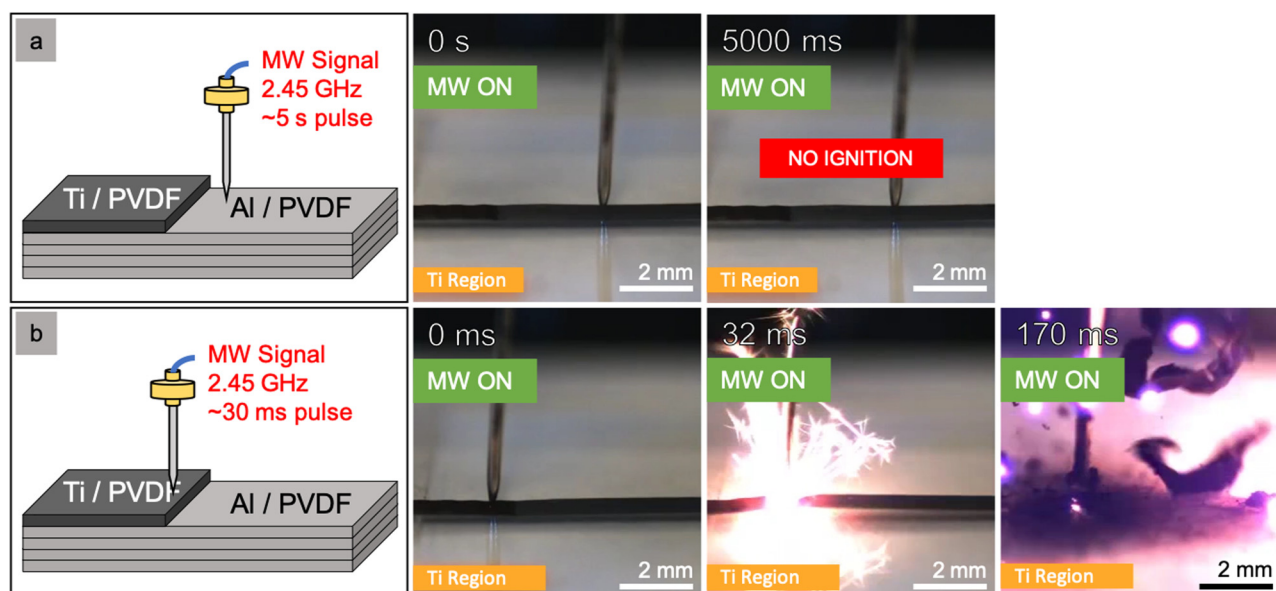 a
MW Signal
2.45 GHz
~5 s pulse
Ti / PVDF
Al / PVDF
0 s
MW ON
Ti Region
2 mm
5000 ms
MW ON
NO IGNITION
Ti Region
2 mm
b
MW Signal
2.45 GHz
~30 ms pulse
Ti / PVDF
Al / PVDF
0 ms
MW ON
Ti Region
2 mm
32 ms
MW ON
Ti Region
2 mm
170 ms
MW ON
Ti Region
2 mm